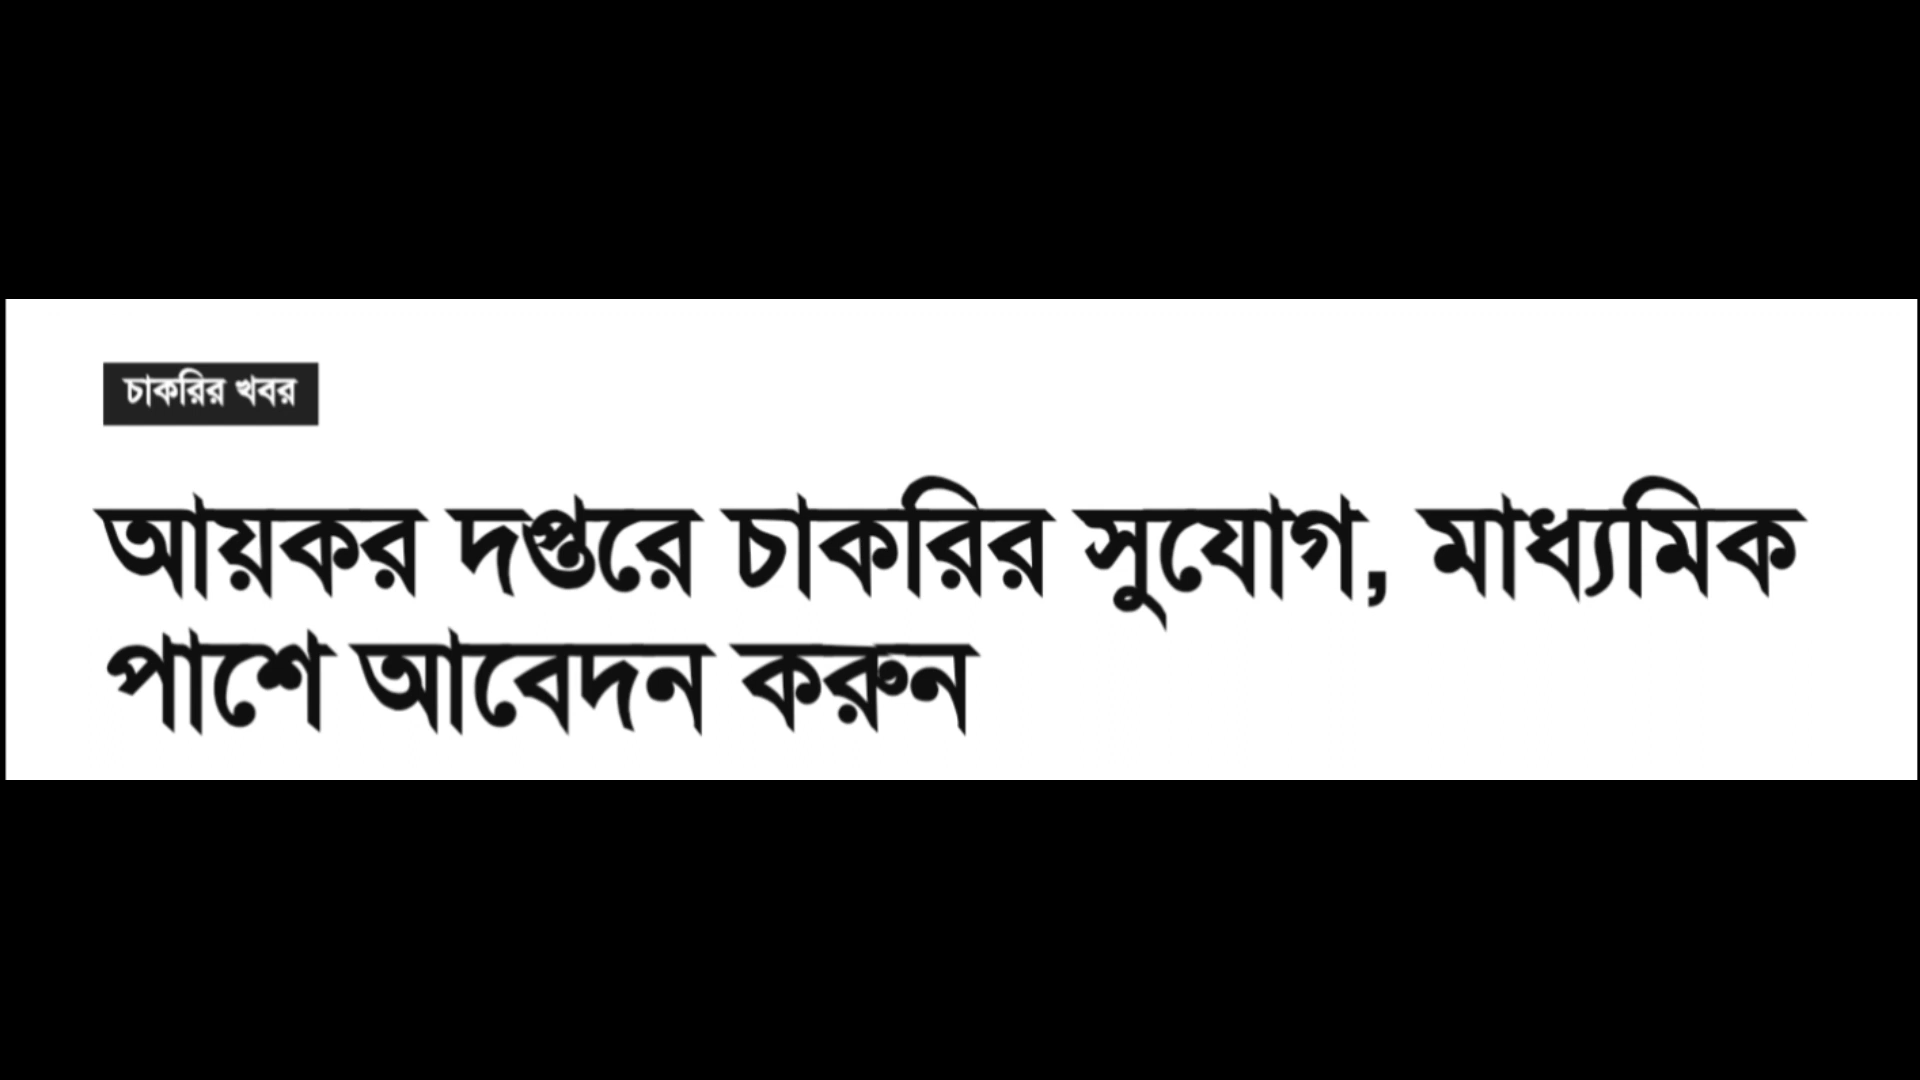 চাকরির খবর
আয়কর দপ্তরে চাকরির সুযোগ, মাধ্যমিক
পাশে আবেদন করুন